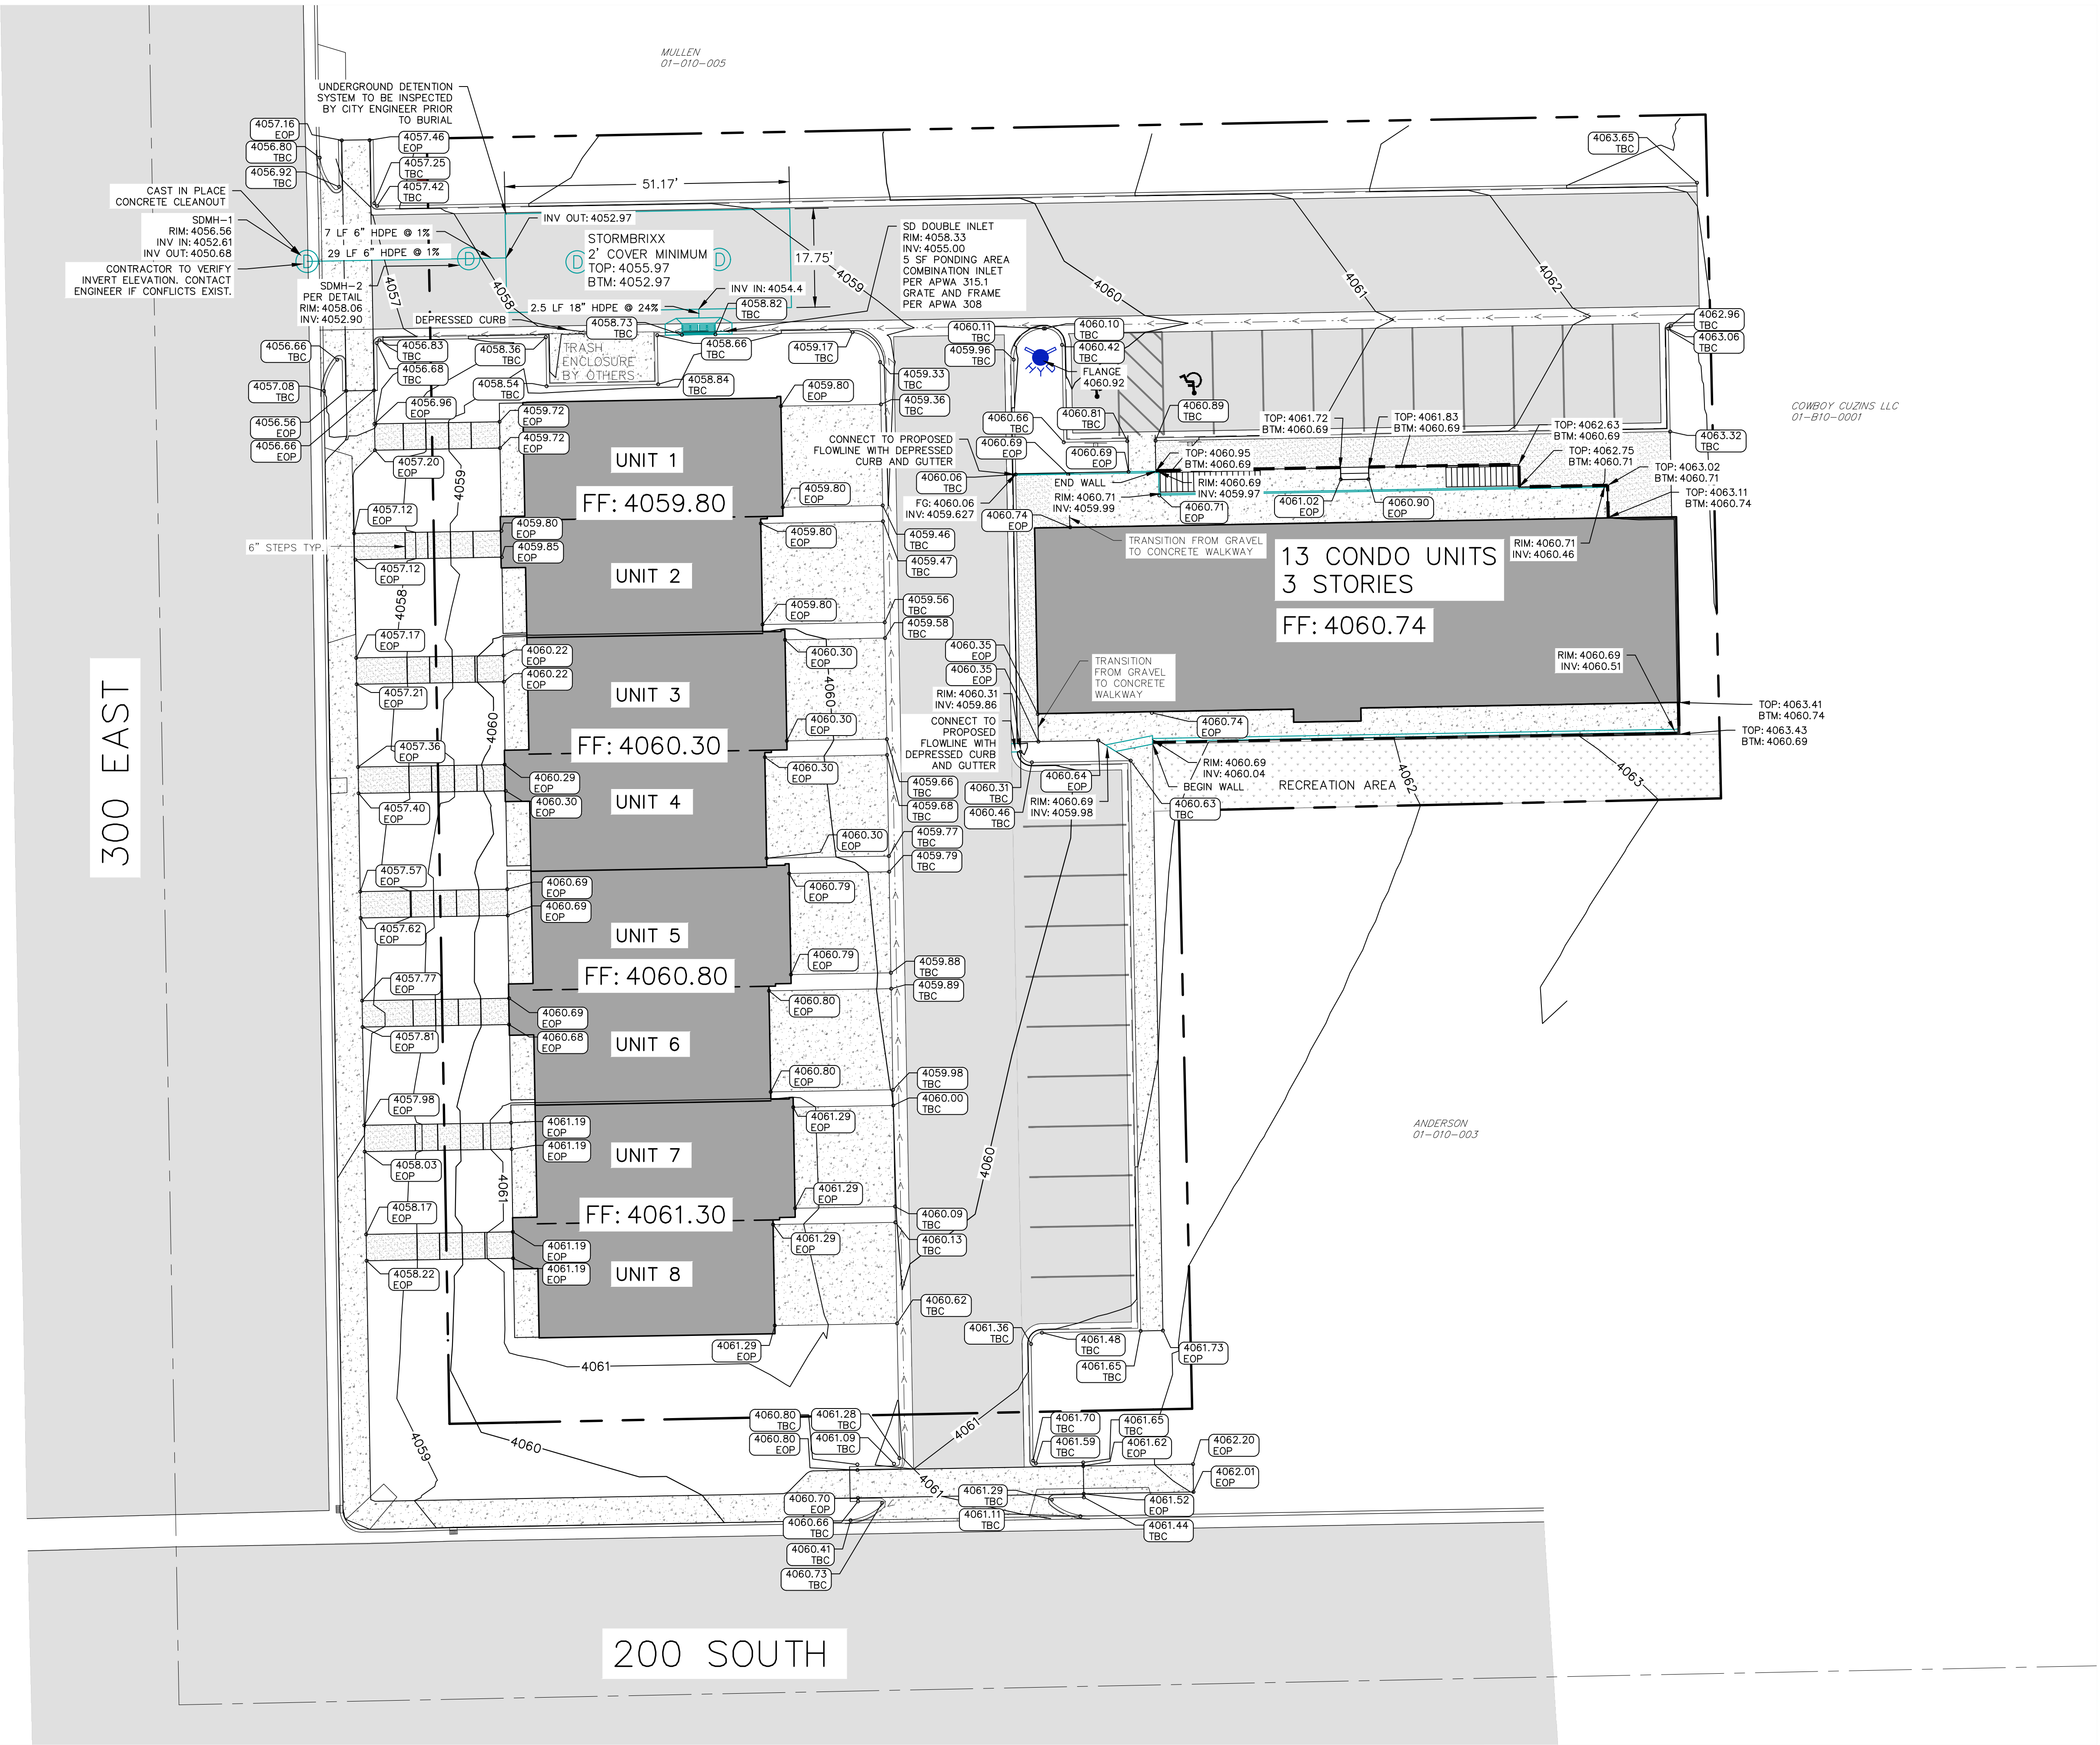 MULLEN
01-010-005
UNDERGROUND DETENTION
SYSTEM TO BE INSPECTED
BY CITY ENGINEER PRIOR
TO BURIAL
4057.16
EOP
4056.80
TBC
4056.92
TBC
4057.46
EOP
4057.25
TBC
4057.42
TBC
4063.65
TBC
CAST IN PLACE
CONCRETE CLEANOUT
SDMH-1
RIM: 4056.56
INV IN: 4052.61
INV OUT: 4050.68
CONTRACTOR TO VERIFY
INVERT ELEVATION. CONTACT
ENGINEER IF CONFLICTS EXIST.
7 LF 6" HDPE @ 1%
29 LF 6" HDPE @ 1%
D
D
D
D
51.17'
17.75'
INV OUT: 4052.97
STORMBRIXX
2' COVER MINIMUM
TOP: 4055.97
BTM: 4052.97
SD DOUBLE INLET
RIM: 4058.33
INV: 4055.00
5 SF PONDING AREA
COMBINATION INLET
PER APWA 315.1
GRATE AND FRAME
PER APWA 308
SDMH-2
PER DETAIL
RIM: 4058.06
INV: 4052.90
4057
4058
4059
4060
4061
4062
INV IN: 4054.4
2.5 LF 18" HDPE @ 24%
4058.82
TBC
DEPRESSED CURB
4058.73
TBC
4058.66
TBC
TRASH
ENCLOSURE
BY OTHERS
4056.66
TBC
4056.83
TBC
4056.68
TBC
4058.36
TBC
4058.54
TBC
4058.84
TBC
4059.17
TBC
4057.08
TBC
4056.96
EOP
4056.56
EOP
4056.66
EOP
4057.20
EOP
4059.72
EOP
4059.72
EOP
4059.80
EOP
4059.33
TBC
4059.36
TBC
4060.11
TBC
4059.96
TBC
4060.10
TBC
4060.42
TBC
HYD
FLANGE
4060.92
4062.96
TBC
4063.06
TBC
COWBOY CUZINS LLC
01-B10-0001
4060.66
TBC
4060.81
TBC
4060.89
TBC
4060.69
EOP
4060.69
EOP
TOP: 4061.72
BTM: 4060.69
TOP: 4061.83
BTM: 4060.69
TOP: 4062.63
BTM: 4060.69
4063.32
TBC
TOP: 4062.75
BTM: 4060.71
TOP: 4063.02
BTM: 4060.71
TOP: 4063.11
BTM: 4060.74
CONNECT TO PROPOSED
FLOWLINE WITH DEPRESSED
CURB AND GUTTER
TOP: 4060.95
BTM: 4060.69
END WALL
RIM: 4060.69
INV: 4059.97
4060.06
TBC
FG: 4060.06
INV: 4059.627
RIM: 4060.71
INV: 4059.99
4060.74
EOP
4060.71
EOP
4061.02
EOP
4060.90
EOP
TRANSITION FROM GRAVEL
TO CONCRETE WALKWAY
RIM: 4060.71
INV: 4060.46
13 CONDO UNITS
3 STORIES
FF: 4060.74
RIM: 4060.69
INV: 4060.51
UNIT 1
FF: 4059.80
4059
4059.80
EOP
4057.12
EOP
4059.80
EOP
4059.85
EOP
6" STEPS TYP.
4057.12
EOP
4059.80
EOP
4059.46
TBC
4059.47
TBC
UNIT 2
4058
4059.80
EOP
4059.56
TBC
4059.58
TBC
4057.17
EOP
4060.22
EOP
4060.22
EOP
4060.30
EOP
4057.21
EOP
UNIT 3
4060
4060
4060.30
EOP
4057.36
EOP
FF: 4060.30
4060.29
EOP
4060.30
EOP
4060.30
EOP
4057.40
EOP
UNIT 4
4060.30
EOP
4059.66
TBC
4059.68
TBC
4059.77
TBC
4059.79
TBC
4060.35
EOP
4060.35
EOP
TRANSITION
FROM GRAVEL
TO CONCRETE
WALKWAY
RIM: 4060.31
INV: 4059.86
CONNECT TO
PROPOSED
FLOWLINE WITH
DEPRESSED CURB
AND GUTTER
4060.31
TBC
4060.46
TBC
4060.64
EOP
RIM: 4060.69
INV: 4059.98
4060.74
EOP
RIM: 4060.69
INV: 4060.04
BEGIN WALL
4060.63
TBC
RECREATION AREA
4062
4063
TOP: 4063.41
BTM: 4060.74
TOP: 4063.43
BTM: 4060.69
300 EAST
4057.57
EOP
4060.69
EOP
4060.69
EOP
4060.79
EOP
4057.62
EOP
UNIT 5
FF: 4060.80
4060.79
EOP
4059.88
TBC
4059.89
TBC
4057.77
EOP
4060.69
EOP
4060.68
EOP
4060.80
EOP
4057.81
EOP
UNIT 6
4060.80
EOP
4059.98
TBC
4060.00
TBC
4057.98
EOP
4061.19
EOP
4061.19
EOP
4061.29
EOP
4058.03
EOP
UNIT 7
4061
4060
4061.29
EOP
4058.17
EOP
FF: 4061.30
4060.09
TBC
4060.13
TBC
4061.19
EOP
4061.19
EOP
4061.29
EOP
4058.22
EOP
UNIT 8
4060.62
TBC
4061.29
EOP
4061
ANDERSON
01-010-003
4061.36
TBC
4061.48
TBC
4061.65
TBC
4061.73
EOP
4059
4060
4061
4061
4060.80
TBC
4060.80
EOP
4061.28
TBC
4061.09
TBC
4061.70
TBC
4061.59
TBC
4061.65
TBC
4061.62
EOP
4062.20
EOP
4062.01
EOP
4060.70
EOP
4060.66
TBC
4060.41
TBC
4060.73
TBC
4061.29
TBC
4061.11
TBC
4061.52
EOP
4061.44
TBC
200 SOUTH